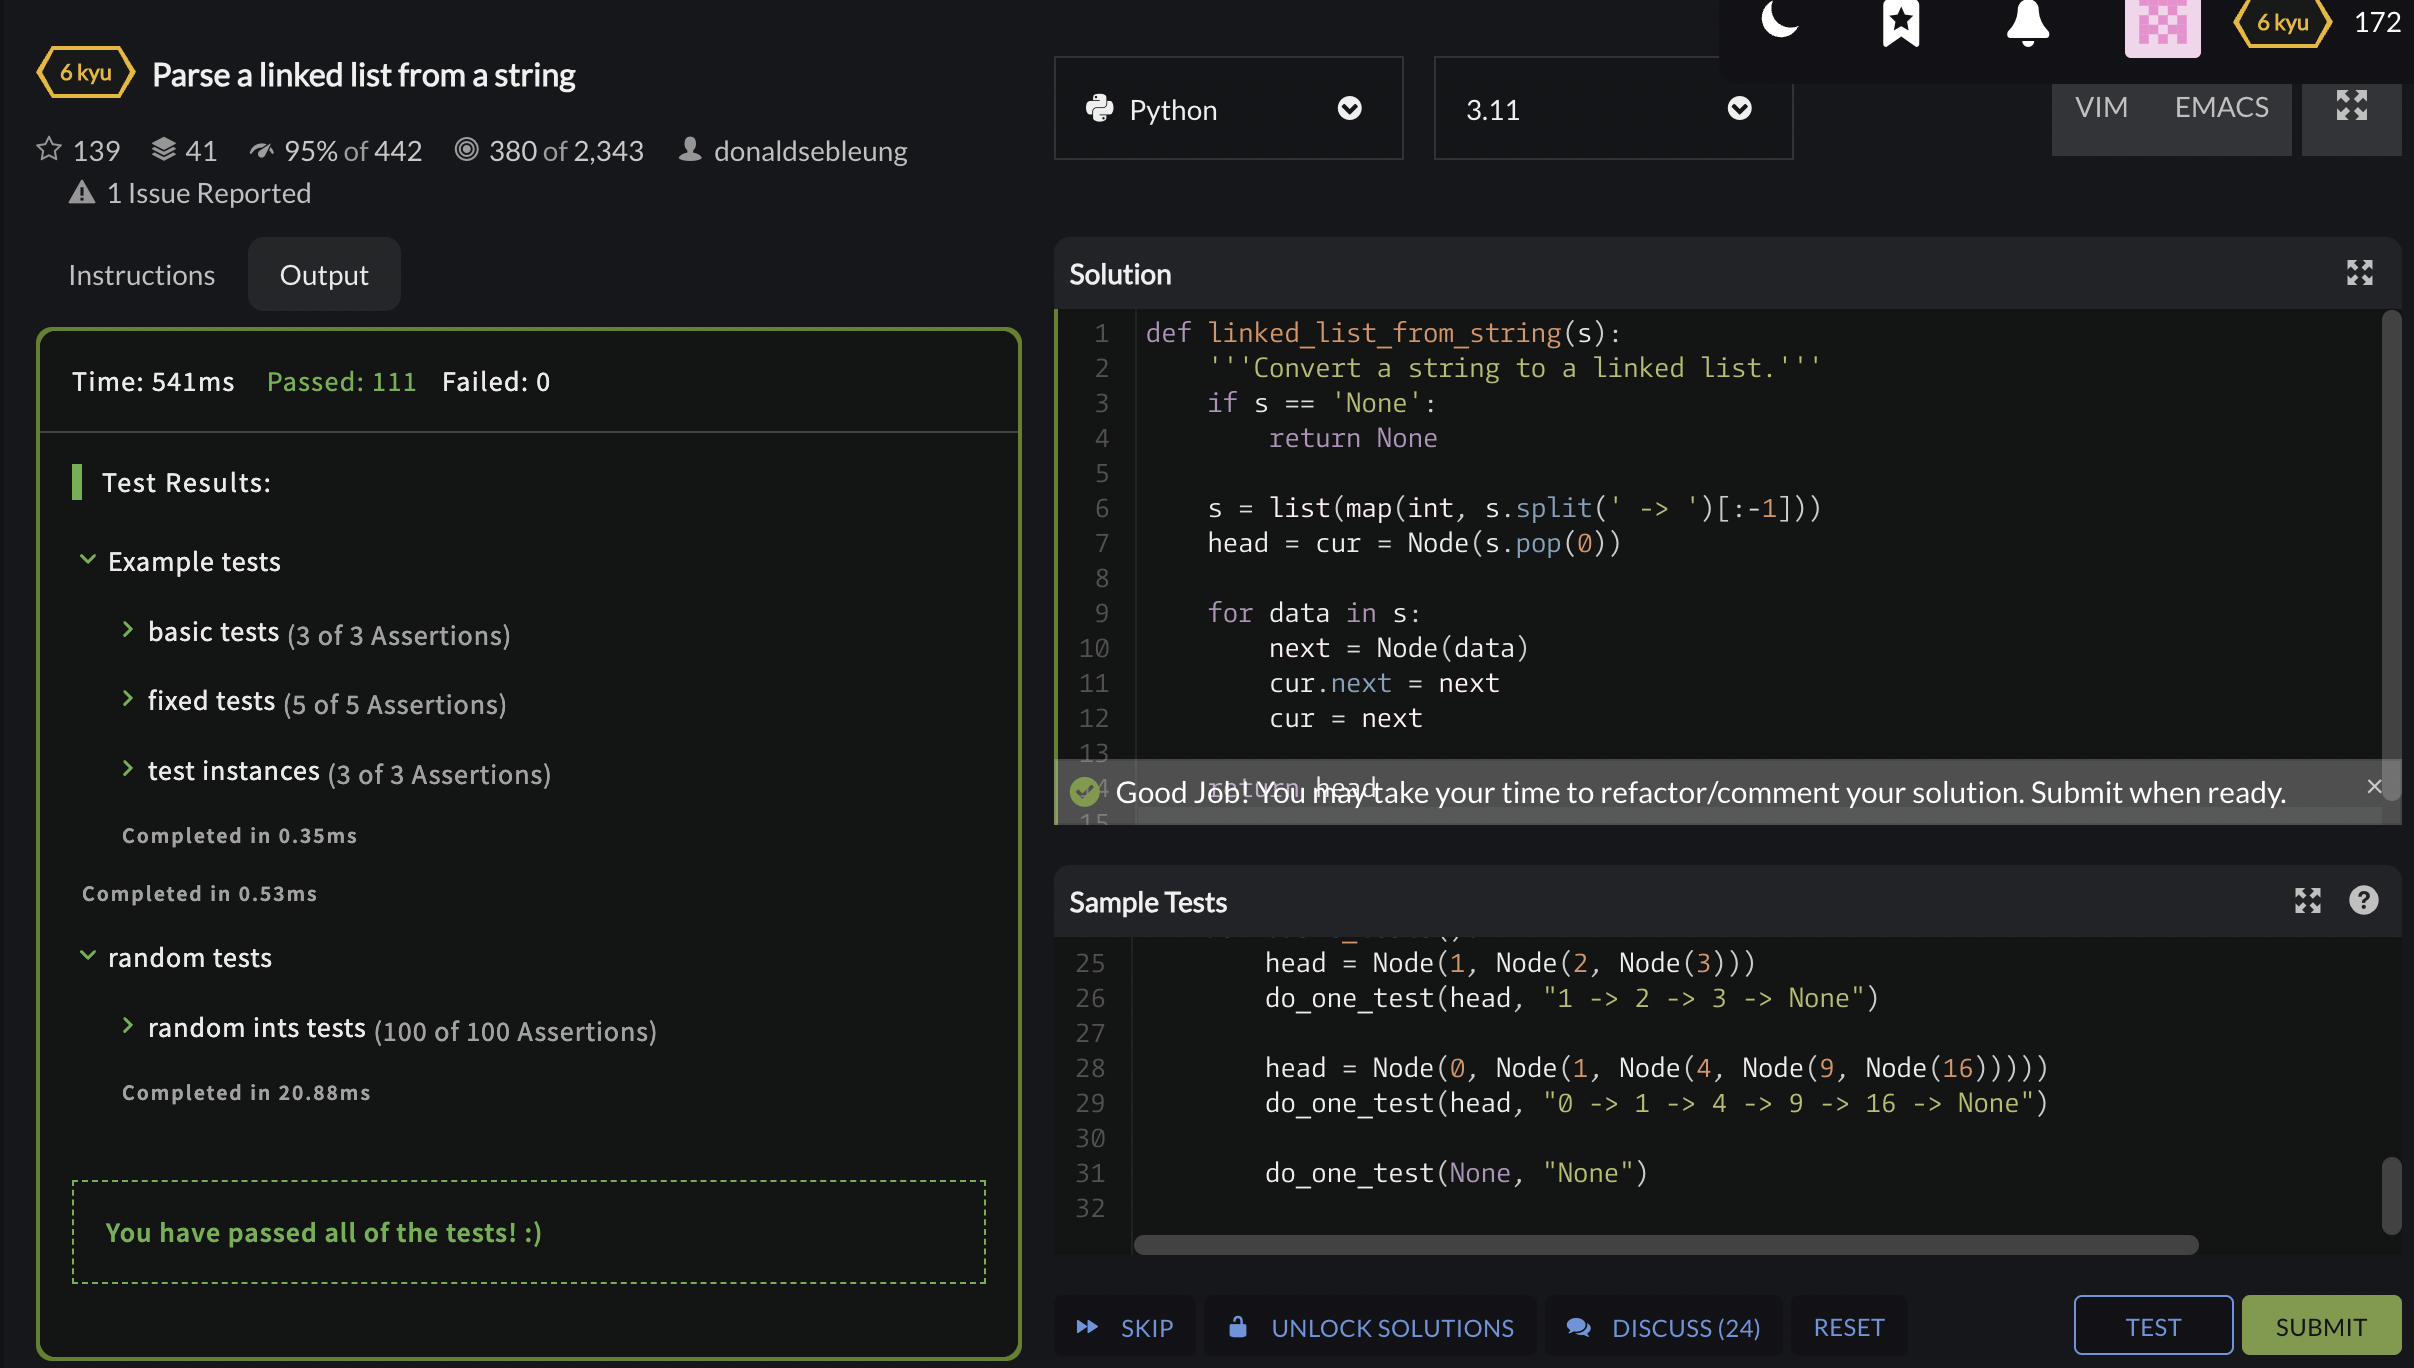 6 kyu Parse a linked list from a string
139 41 95% of 442 380 of 2,343 donaldsebleung
1 Issue Reported
Instructions Output
Time: 541ms Passed: 111 Failed: 0
Test Results:
Example tests
basic tests (3 of 3 Assertions)
fixed tests (5 of 5 Assertions)
test instances (3 of 3 Assertions)
Completed in 0.35ms
Completed in 0.53ms
random tests
random ints tests (100 of 100 Assertions)
Completed in 20.88ms
You have passed all of the tests! :)
6 kyu 172
Python 3.11 VIM EMACS
Solution
1 def linked_list_from_string(s):
2     '''Convert a string to a linked list.'''
3     if s == 'None':
4         return None
5
6     s = list(map(int, s.split(' -> ')[:-1]))
7     head = cur = Node(s.pop(0))
8
9     for data in s:
10         next = Node(data)
11         cur.next = next
12         cur = next
13
14     return head
15
Good Job! You may take your time to refactor/comment your solution. Submit when ready.
Sample Tests
25 head = Node(1, Node(2, Node(3)))
26 do_one_test(head, "1 -> 2 -> 3 -> None")
27
28 head = Node(0, Node(1, Node(4, Node(9, Node(16)))))
29 do_one_test(head, "0 -> 1 -> 4 -> 9 -> 16 -> None")
30
31 do_one_test(None, "None")
32
SKIP UNLOCK SOLUTIONS DISCUSS (24) RESET TEST SUBMIT